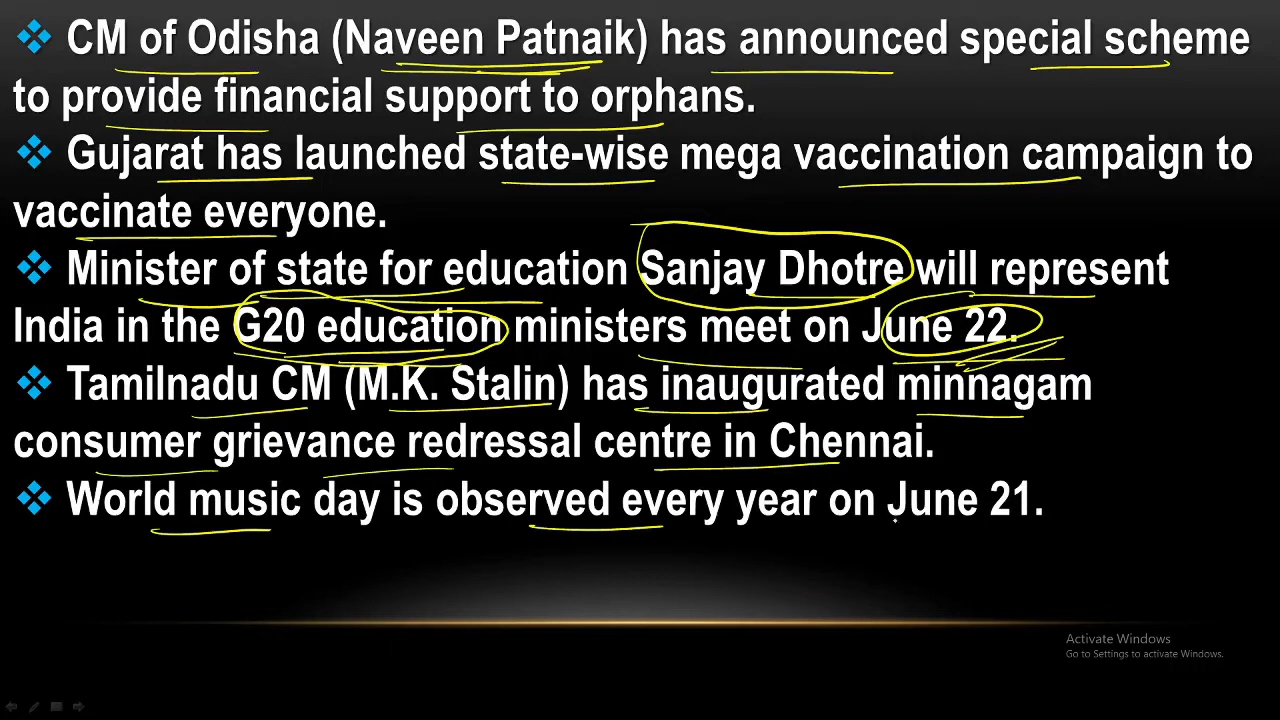 ❖ CM of Odisha (Naveen Patnaik) has announced special scheme
to provide financial support to orphans.
❖ Gujarat has launched state-wise mega vaccination campaign to
vaccinate everyone.
❖ Minister of state for education Sanjay Dhotre will represent
India in the G20 education ministers meet on June 22.
❖ Tamilnadu CM (M.K. Stalin) has inaugurated minnagam
consumer grievance redressal centre in Chennai.
❖ World music day is observed every year on June 21.
Activate Windows
Go to Settings to activate Windows.